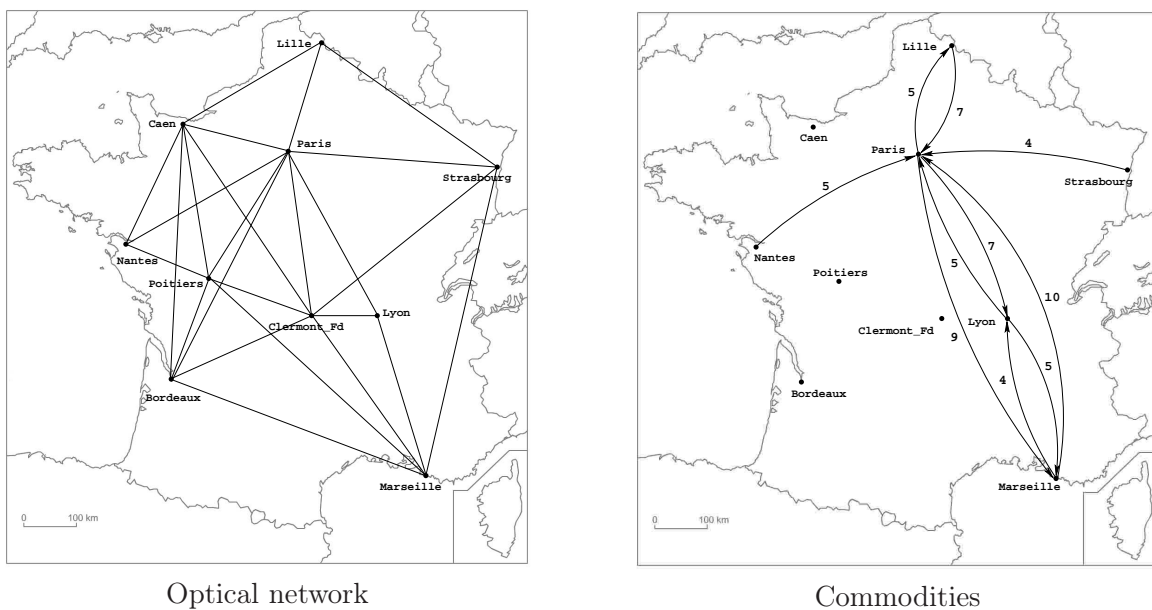 Lille
Caen
Paris
Strasbourg
Nantes
Poitiers
Clermont_Fd
Lyon
Bordeaux
Marseille
0 100 km
Optical network
Lille
5
7
Caen
Paris
4
Strasbourg
5
Nantes
7
Poitiers
5
10
Clermont_Fd
Lyon
9
5
4
Bordeaux
Marseille
0 100 km
Commodities